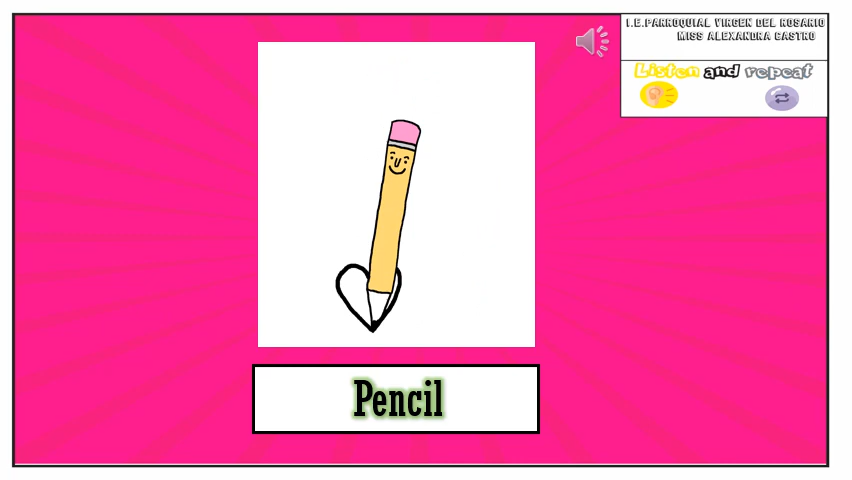 I.E.PARROQUIAL VIRGEN DEL ROSARIO
MISS ALEXANDRA CASTRO
Listen and repeat
Pencil